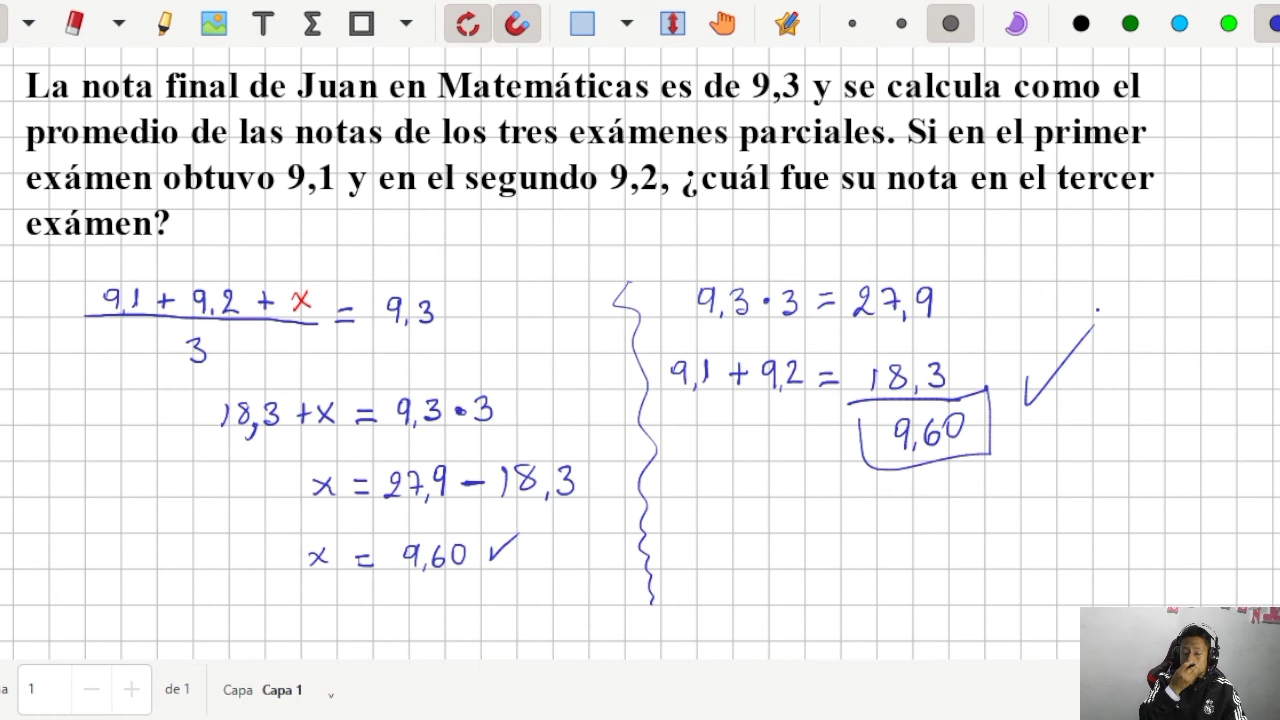 La nota final de Juan en Matemáticas es de 9,3 y se calcula como el
promedio de las notas de los tres exámenes parciales. Si en el primer
exámen obtuvo 9,1 y en el segundo 9,2, ¿cuál fue su nota en el tercer
exámen?
9,1 + 9,2 + x
3
= 9,3
18,3 + x = 9,3 · 3
x = 27,9 - 18,3
x = 9,60 ✓
9,3 · 3 = 27,9
9,1 + 9,2 = 18,3
9,60
1 de 1 Capa Capa 1